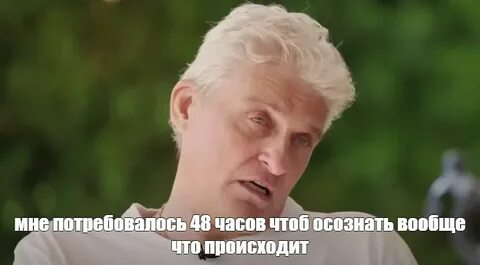 мне потребовалось 48 часов чтоб осознать вообще
что происходит